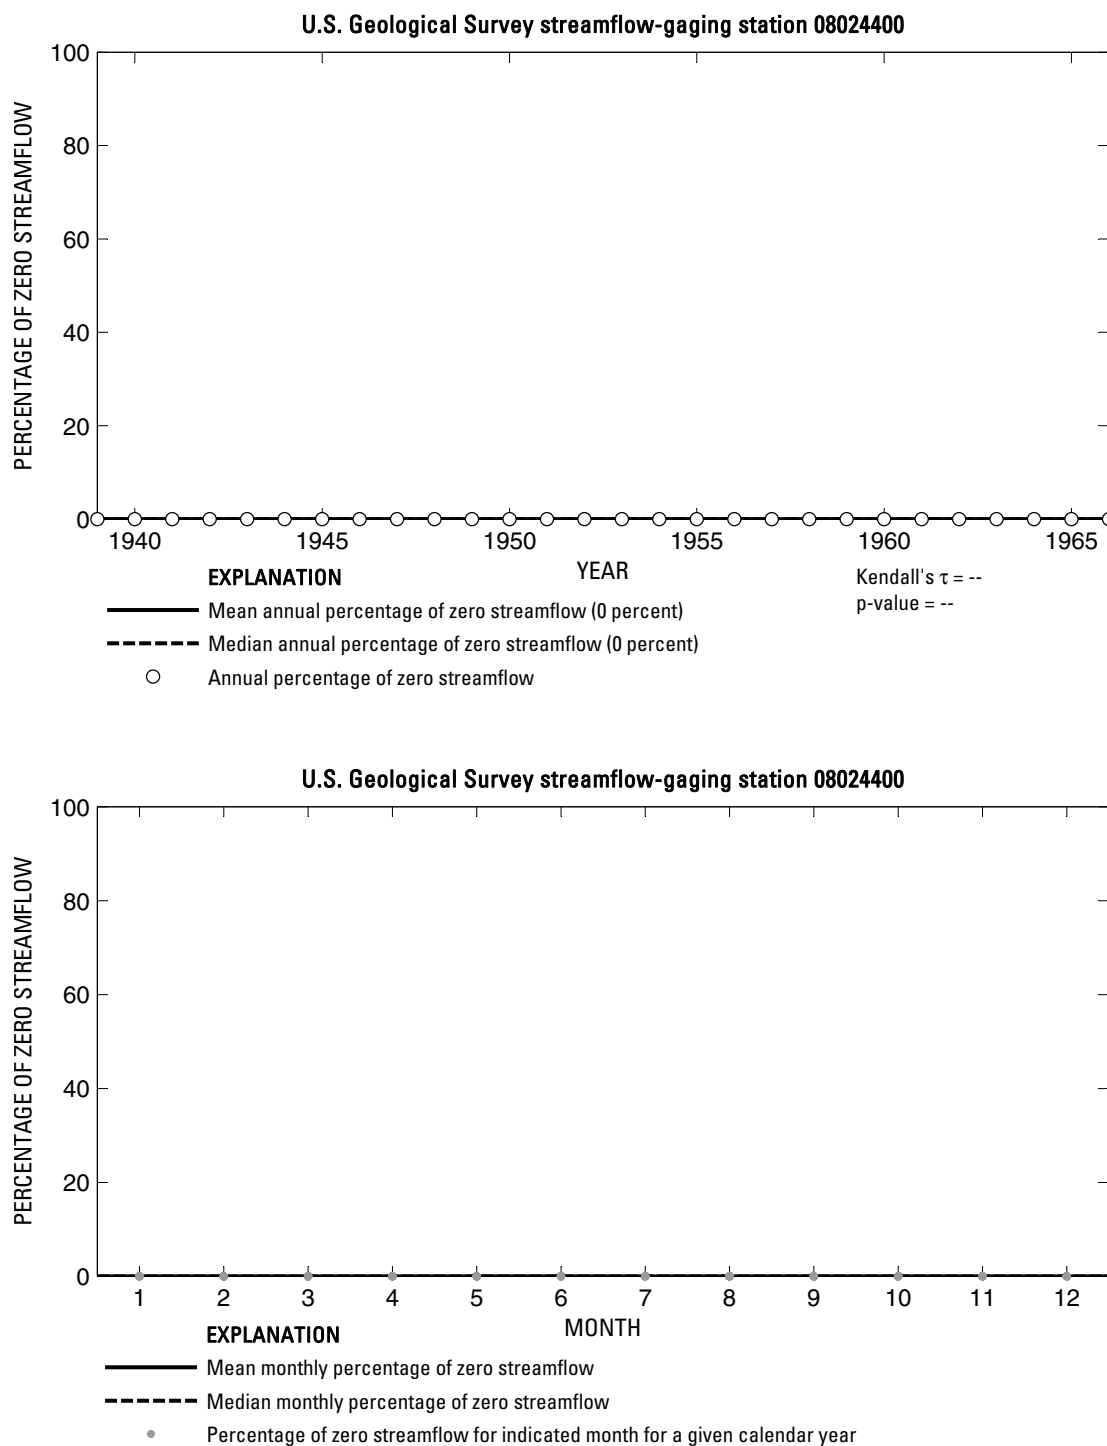 U.S. Geological Survey streamflow-gaging station 08024400
PERCENTAGE OF ZERO STREAMFLOW
100
80
60
40
20
0
1940 1945 1950 1955 1960 1965
YEAR
EXPLANATION
Mean annual percentage of zero streamflow (0 percent)
Median annual percentage of zero streamflow (0 percent)
Annual percentage of zero streamflow
Kendall's τ = --
p-value = --
U.S. Geological Survey streamflow-gaging station 08024400
PERCENTAGE OF ZERO STREAMFLOW
100
80
60
40
20
0
1 2 3 4 5 6 7 8 9 10 11 12
MONTH
EXPLANATION
Mean monthly percentage of zero streamflow
Median monthly percentage of zero streamflow
Percentage of zero streamflow for indicated month for a given calendar year